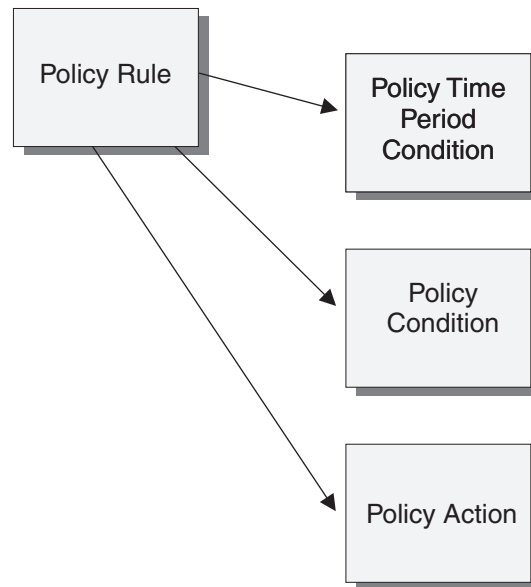 Policy Rule
Policy Time
Period
Condition
Policy
Condition
Policy Action